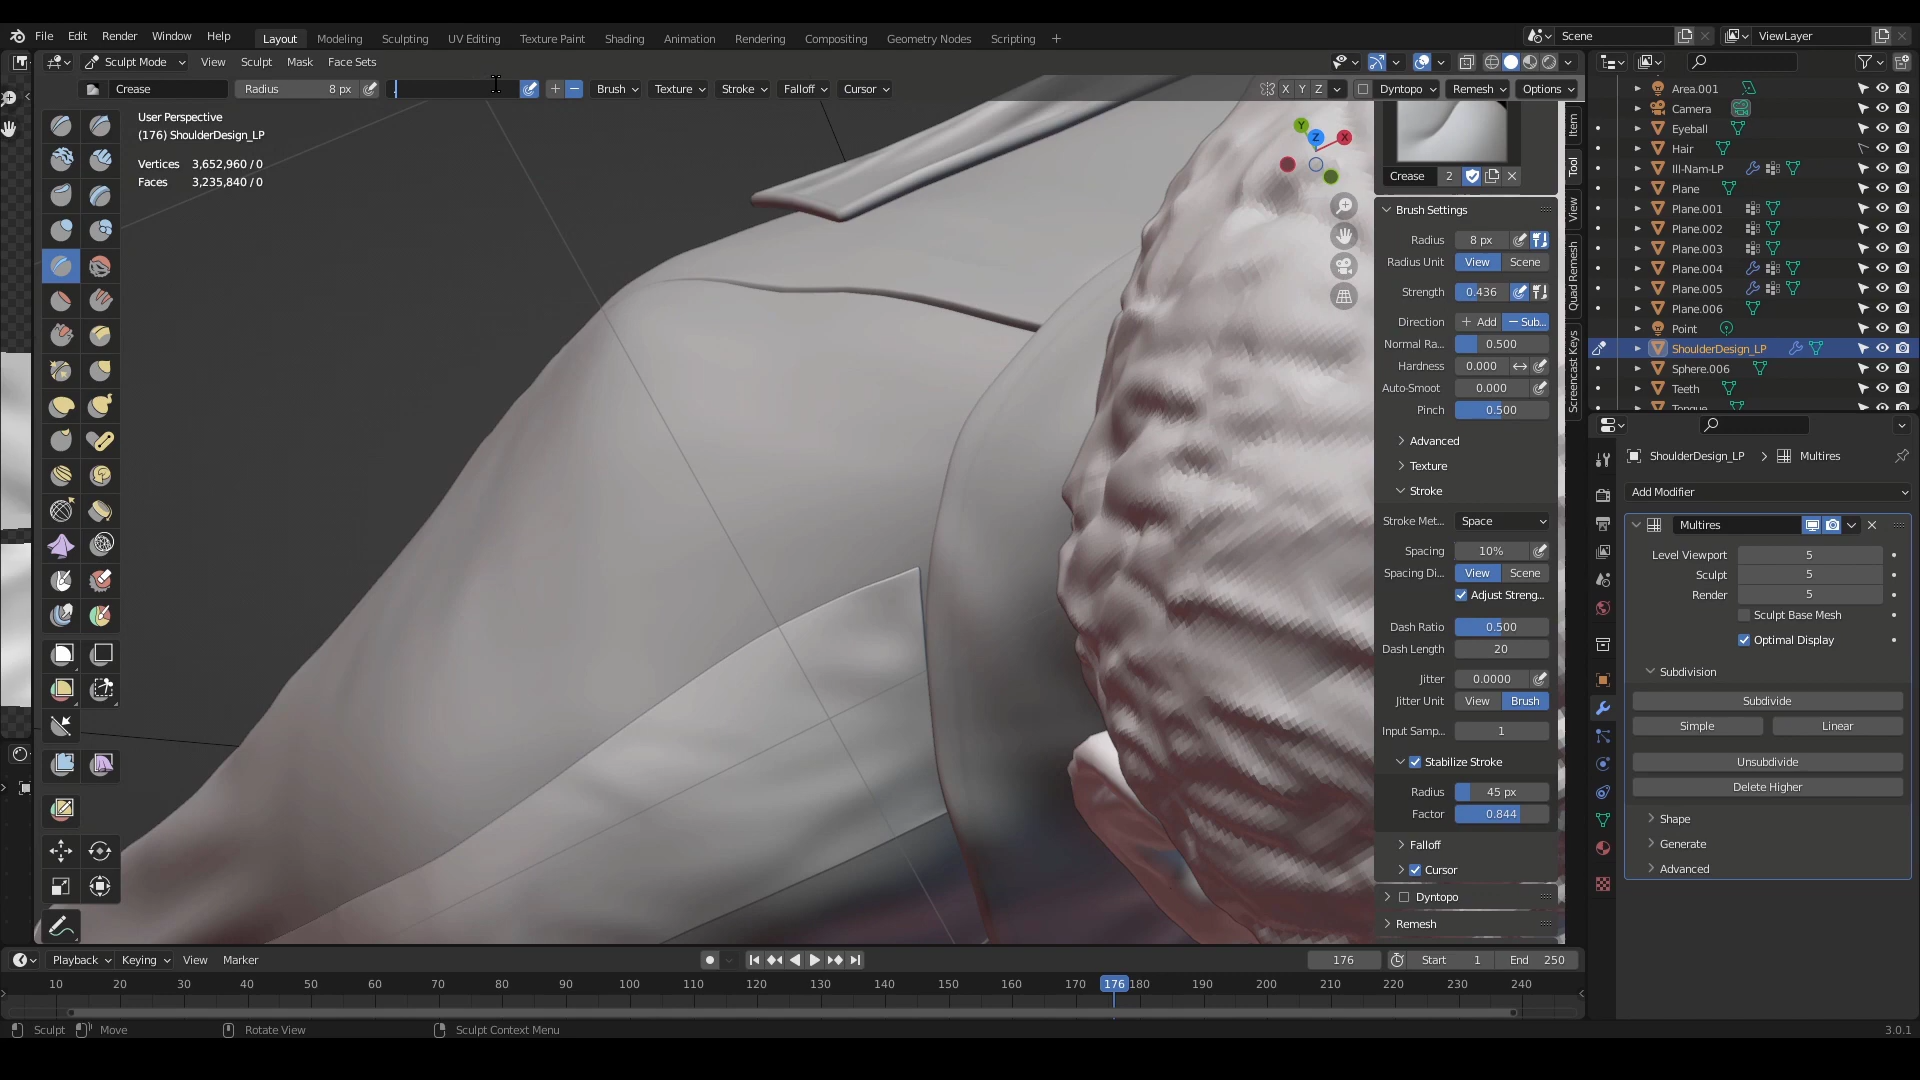 File Edit Render Window Help Layout Modeling Sculpting UV Editing Texture Paint Shading Animation Rendering Compositing Geometry Nodes Scripting + Scene ViewLayer
Sculpt Mode View Sculpt Mask Face Sets
Crease Radius 8 px Brush Texture Stroke Falloff Cursor X Y Z Dyntopo Remesh Options
User Perspective
(176) ShoulderDesign_LP
Vertices 3,652,960 / 0
Faces 3,235,840 / 0
Y
Z
X
Crease 2
Brush Settings
Radius 8 px
Radius Unit View Scene
Strength 0.436
Direction + Add − Sub...
Normal Ra... 0.500
Hardness 0.000
Auto-Smoot 0.000
Pinch 0.500
Advanced
Texture
Stroke
Stroke Met... Space
Spacing 10%
Spacing Di... View Scene
Adjust Streng...
Dash Ratio 0.500
Dash Length 20
Jitter 0.0000
Jitter Unit View Brush
Input Samp... 1
Stabilize Stroke
Radius 45 px
Factor 0.844
Falloff
Cursor
Dyntopo
Remesh
Item
Tool
View
Quad Remesh
Screencast Keys
Area.001
Camera
Eyeball
Hair
Ill-Nam-LP
Plane
Plane.001
Plane.002
Plane.003
Plane.004
Plane.005
Plane.006
Point
ShoulderDesign_LP
Sphere.006
Teeth
Tongue
ShoulderDesign_LP > Multires
Add Modifier
Multires
Level Viewport 5
Sculpt 5
Render 5
Sculpt Base Mesh
Optimal Display
Subdivision
Subdivide
Simple Linear
Unsubdivide
Delete Higher
Shape
Generate
Advanced
Playback Keying View Marker 176 Start 1 End 250
10 20 30 40 50 60 70 80 90 100 110 120 130 140 150 160 170 176 180 190 200 210 220 230 240
Sculpt Move Rotate View Sculpt Context Menu 3.0.1